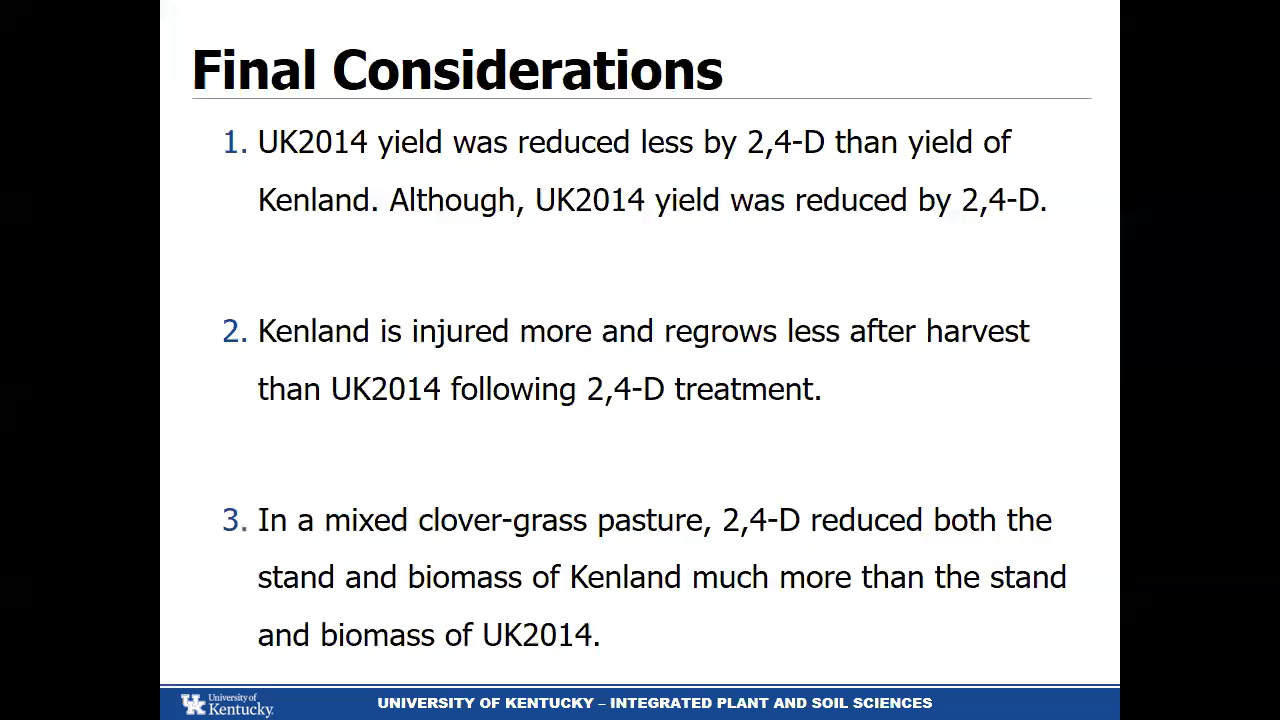 Final Considerations
1. UK2014 yield was reduced less by 2,4-D than yield of
Kenland. Although, UK2014 yield was reduced by 2,4-D.
2. Kenland is injured more and regrows less after harvest
than UK2014 following 2,4-D treatment.
3. In a mixed clover-grass pasture, 2,4-D reduced both the
stand and biomass of Kenland much more than the stand
and biomass of UK2014.
University of
Kentucky.
UNIVERSITY OF KENTUCKY – INTEGRATED PLANT AND SOIL SCIENCES